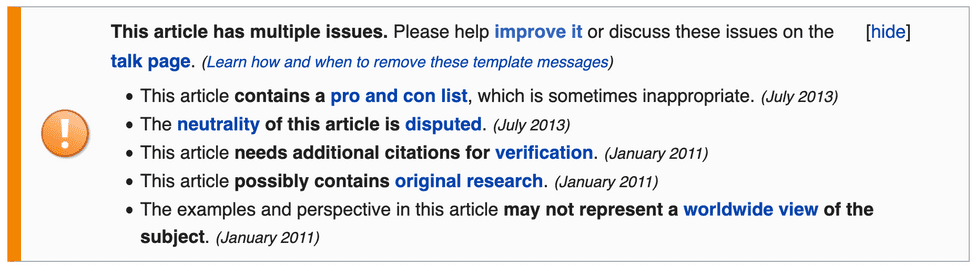 This article has multiple issues. Please help improve it or discuss these issues on the [hide]
talk page. (Learn how and when to remove these template messages)
• This article contains a pro and con list, which is sometimes inappropriate. (July 2013)
• The neutrality of this article is disputed. (July 2013)
• This article needs additional citations for verification. (January 2011)
• This article possibly contains original research. (January 2011)
• The examples and perspective in this article may not represent a worldwide view of the
subject. (January 2011)